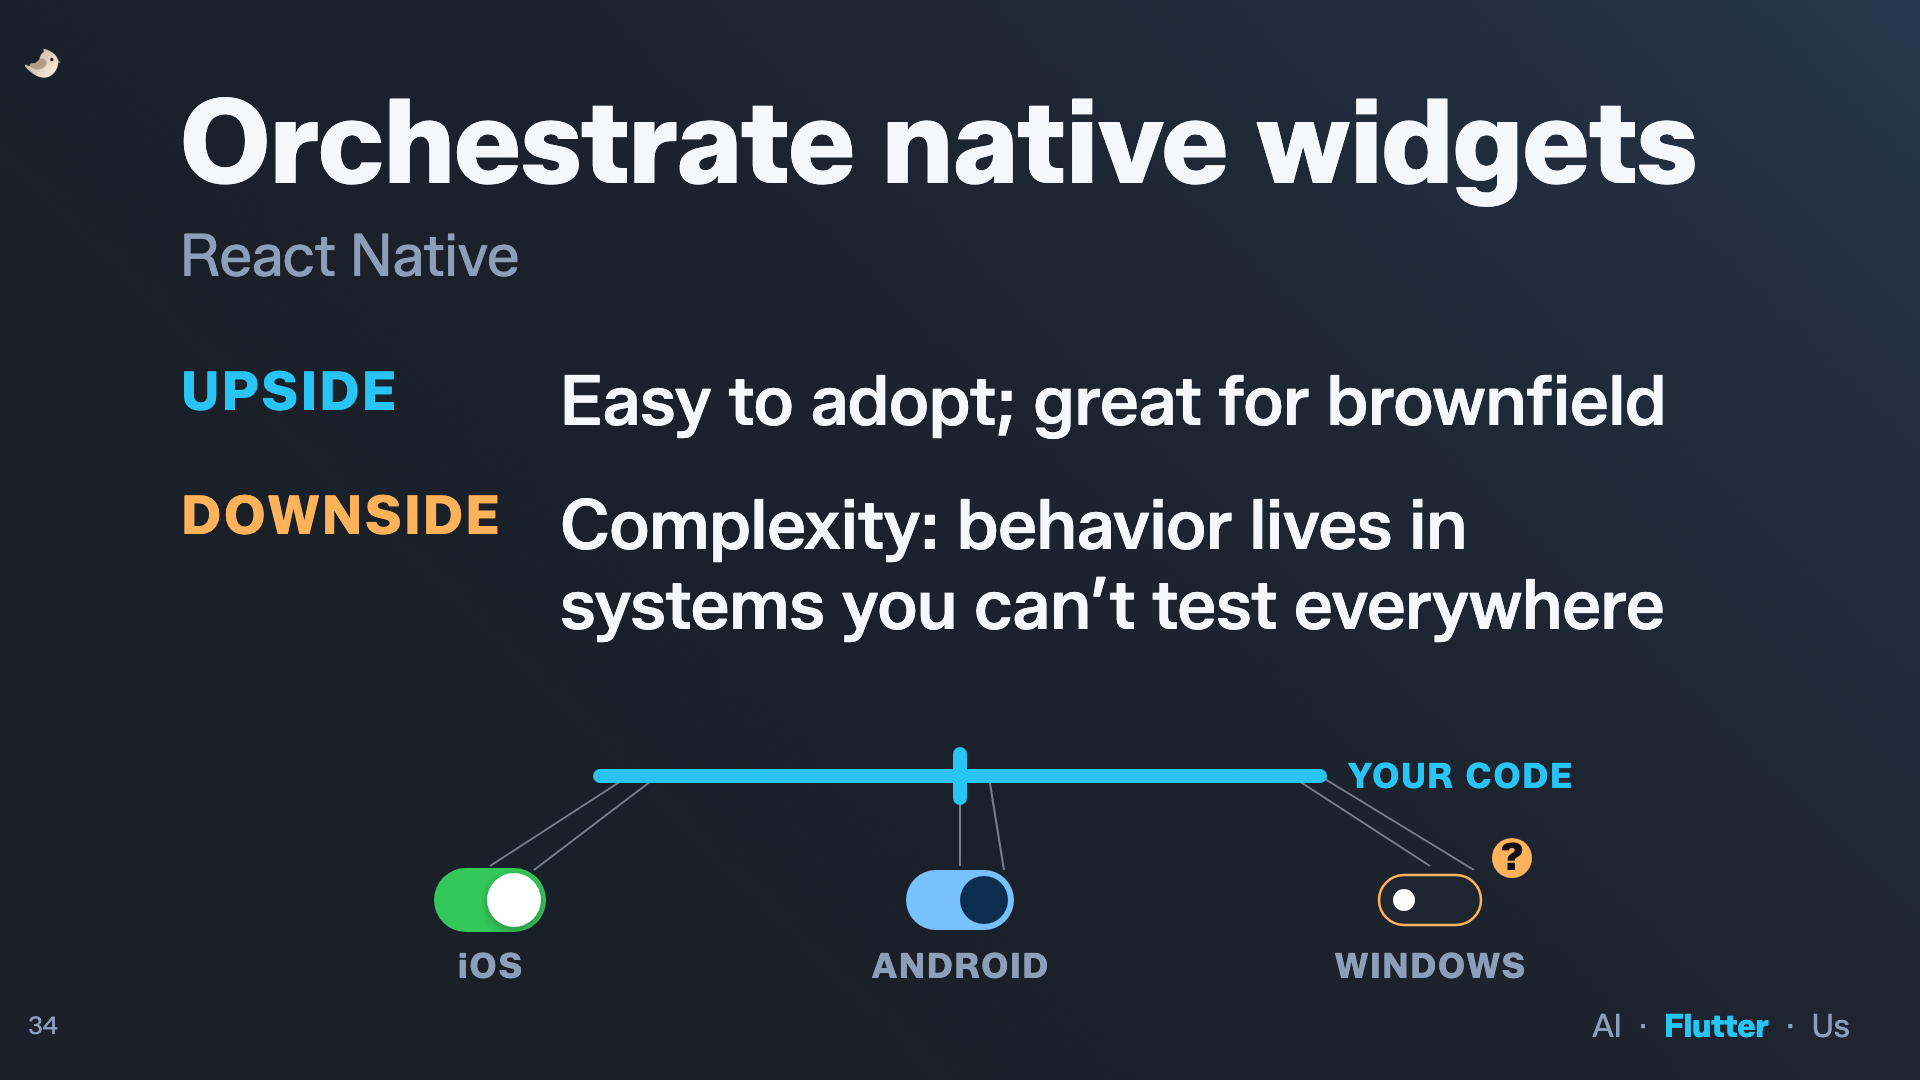 Orchestrate native widgets
React Native
UPSIDE
Easy to adopt; great for brownfield
DOWNSIDE
Complexity: behavior lives in
systems you can’t test everywhere
YOUR CODE
?
iOS
ANDROID
WINDOWS
34
AI · Flutter · Us